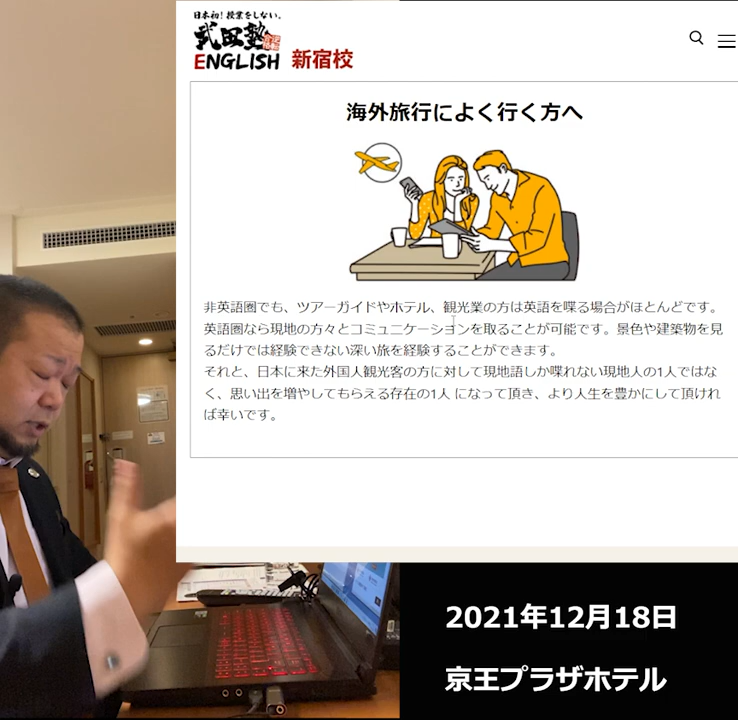 日本初!授業をしない。
武田塾
ENGLISH 新宿校
海外旅行によく行く方へ
非英語圏でも、ツアーガイドやホテル、観光業の方は英語を喋る場合がほとんどです。
英語圏なら現地の方々とコミュニケーションを取ることが可能です。景色や建築物を見
るだけでは経験できない深い旅を経験することができます。
それと、日本に来た外国人観光客の方に対して現地語しか喋れない現地人の1人ではな
く、思い出を増やしてもらえる存在の1人 になって頂き、より人生を豊かにして頂けれ
ば幸いです。
2021年12月18日
京王プラザホテル